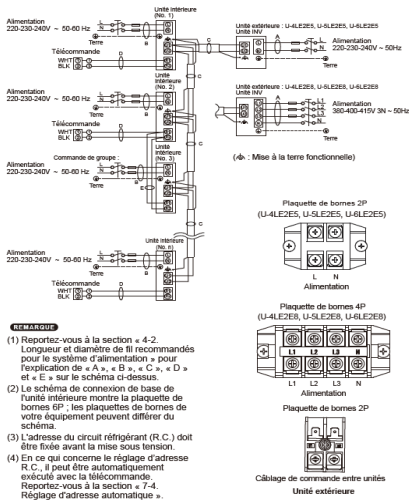 Unité intérieure
(No. 1)
Alimentation
220-230-240V ~ 50-60 Hz
L
N
Terre
B
Télécommande
WHT 1
BLK 2
D
C
Unité extérieure : U-4LE2E5, U-5LE2E5, U-6LE2E5
Unité INV
A
L
N
Alimentation
220-230-240V ~ 50Hz
Terre
Unité
intérieure
(No. 2)
Alimentation
220-230-240V ~ 50-60 Hz
L
N
Terre
B
C
Télécommande
WHT 1
BLK 2
D
Unité extérieure : U-4LE2E8, U-5LE2E8, U-6LE2E8
Unité INV
A
L1
L2
L3
N
Alimentation
380-400-415V 3N ~ 50Hz
Terre
( : Mise à la terre fonctionnelle)
Unité
intérieure
(No. 3)
Commande de groupe :
Alimentation
220-230-240V ~ 50-60 Hz
L
N
Terre
B
E
C
Unité intérieure
(No. n)
Alimentation
220-230-240V ~ 50-60 Hz
L
N
Terre
B
Télécommande
WHT 1
BLK 2
D
Plaquette de bornes 2P
(U-4LE2E5, U-5LE2E5, U-6LE2E5)
L N
Alimentation
Plaquette de bornes 4P
(U-4LE2E8, U-5LE2E8, U-6LE2E8)
L1 L2 L3 N
L1 L2 L3 N
Alimentation
Plaquette de bornes 2P
Câblage de commande entre unités
Unité extérieure
REMARQUE
(1) Reportez-vous à la section « 4-2.
Longueur et diamètre de fil recommandés
pour le système d'alimentation » pour
l'explication de « A », « B », « C », « D »
et « E » sur le schéma ci-dessus.
(2) Le schéma de connexion de base de
l'unité intérieure montre la plaquette de
bornes 6P ; les plaquettes de bornes de
votre équipement peuvent différer du
schéma.
(3) L'adresse du circuit réfrigérant (R.C.) doit
être fixée avant la mise sous tension.
(4) En ce qui concerne le réglage d'adresse
R.C., il peut être automatiquement
exécuté avec la télécommande.
Reportez-vous à la section « 7-4.
Réglage d'adresse automatique ».